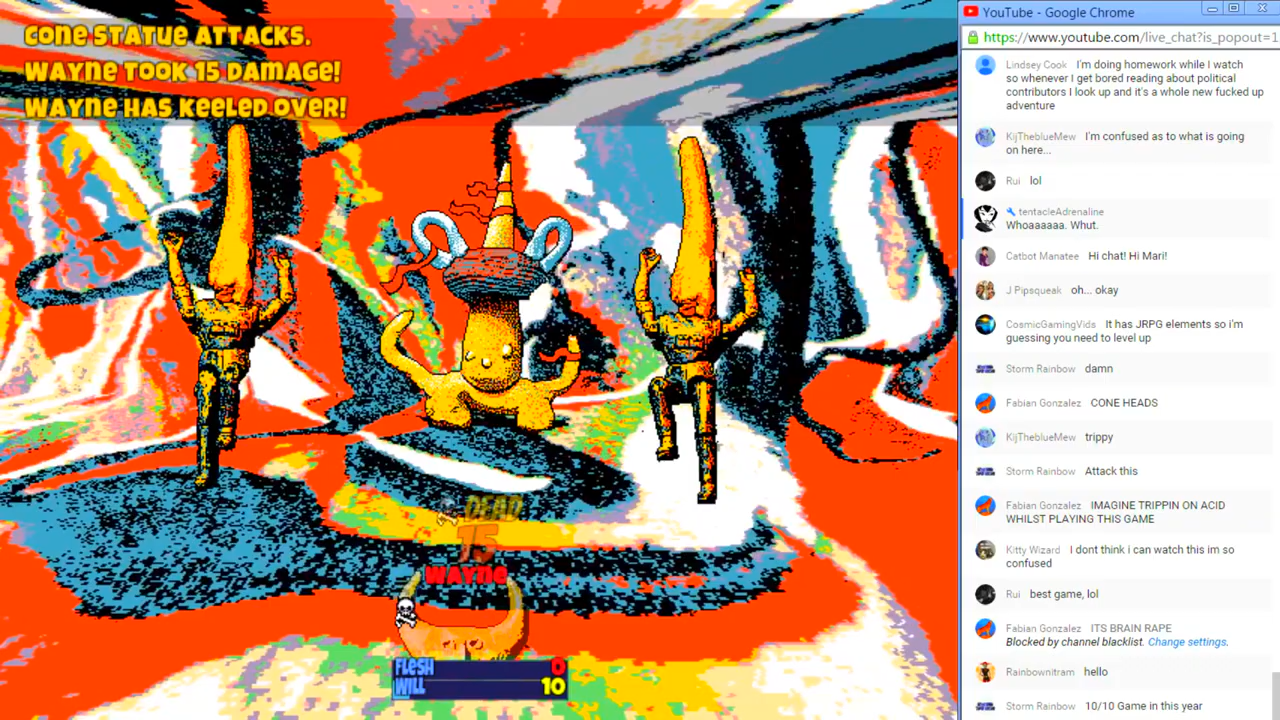 CONE STATUE ATTACKS.
WAYNE TOOK 15 DAMAGE!
WAYNE HAS KEELED OVER!
DEAD
15
WAYNE
FLESH 0
WILL 10
YouTube - Google Chrome
https://www.youtube.com/live_chat?is_popout=1
Lindsey Cook I'm doing homework while I watch
so whenever I get bored reading about political
contributors I look up and it's a whole new fucked up
adventure
KijTheblueMew I'm confused as to what is going
on here...
Rui lol
tentacleAdrenaline
Whoaaaaaa. Whut.
Catbot Manatee Hi chat! Hi Mari!
J Pipsqueak oh... okay
CosmicGamingVids It has JRPG elements so i'm
guessing you need to level up
Storm Rainbow damn
Fabian Gonzalez CONE HEADS
KijTheblueMew trippy
Storm Rainbow Attack this
Fabian Gonzalez IMAGINE TRIPPIN ON ACID
WHILST PLAYING THIS GAME
Kitty Wizard I dont think i can watch this im so
confused
Rui best game, lol
Fabian Gonzalez ITS BRAIN RAPE
Blocked by channel blacklist. Change settings.
Rainbownitram hello
Storm Rainbow 10/10 Game in this year